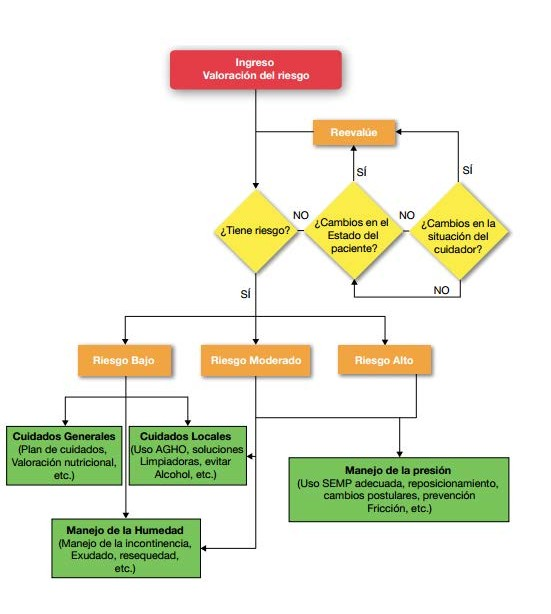 Ingreso
Valoración del riesgo
Reevalúe
SÍ
SÍ
¿Tiene riesgo?
NO
¿Cambios en el
Estado del
paciente?
NO
¿Cambios en la
situación del
cuidador?
NO
SÍ
Riesgo Bajo
Riesgo Moderado
Riesgo Alto
Cuidados Generales
(Plan de cuidados,
Valoración nutricional,
etc.)
Cuidados Locales
(Uso AGHO, soluciones
Limpiadoras, evitar
Alcohol, etc.)
Manejo de la presión
(Uso SEMP adecuada, reposicionamiento,
cambios postulares, prevención
Fricción, etc.)
Manejo de la Humedad
(Manejo de la incontinencia,
Exudado, resequedad,
etc.)